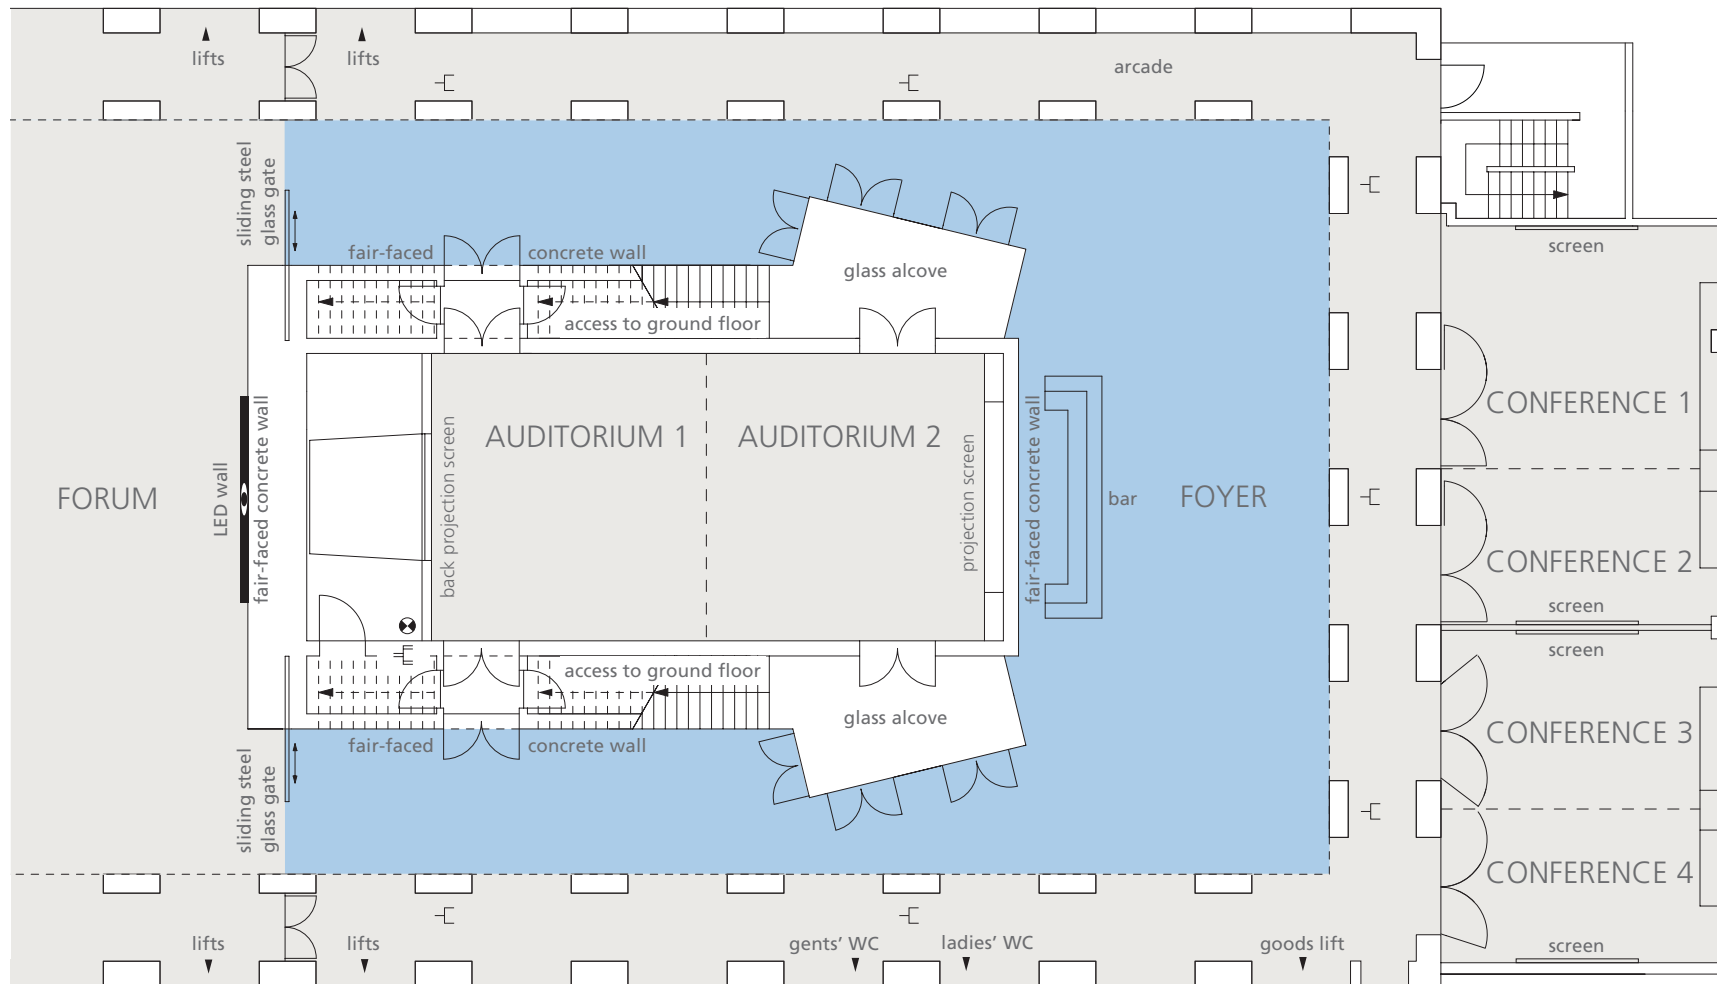 lifts
lifts
arcade
sliding steel
glass gate
fair-faced
concrete wall
glass alcove
screen
access to ground floor
CONFERENCE 1
AUDITORIUM 1
AUDITORIUM 2
back projection screen
projection screen
fair-faced concrete wall
LED wall
fair-faced concrete wall
FORUM
bar
FOYER
CONFERENCE 2
screen
screen
access to ground floor
glass alcove
CONFERENCE 3
fair-faced
concrete wall
sliding steel
glass gate
CONFERENCE 4
lifts
lifts
gents’ WC
ladies’ WC
goods lift
screen